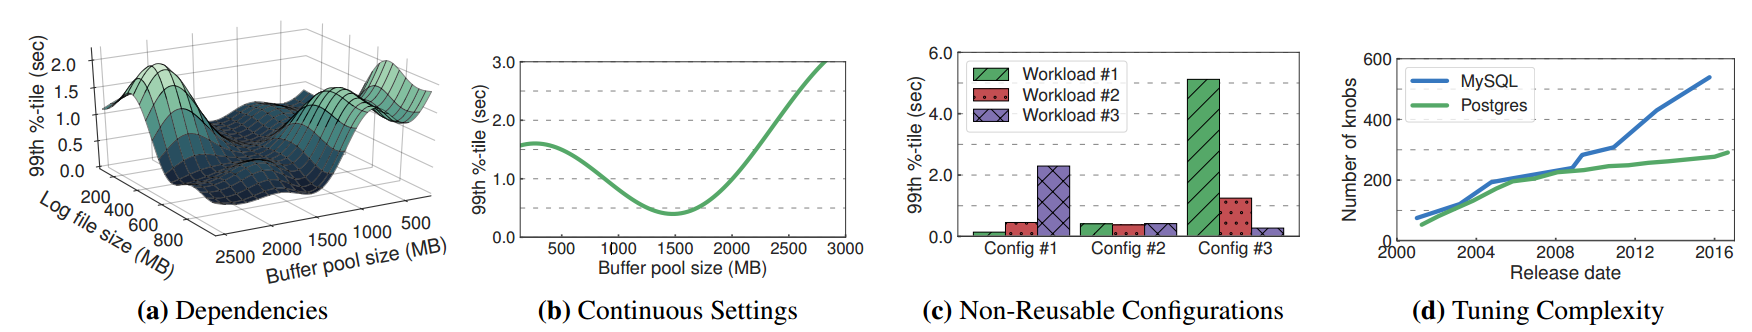 99th %-tile (sec)
2.0
1.5
1.0
0.5
0.0
200
400
600
800
Log file size (MB)
2500
2000
1500
1000
500
Buffer pool size (MB)
(a) Dependencies
99th %-tile (sec)
3.0
2.0
1.0
0.0
500
1000
1500
2000
2500
3000
Buffer pool size (MB)
(b) Continuous Settings
99th %-tile (sec)
6.0
4.0
2.0
0.0
Workload #1
Workload #2
Workload #3
Config #1
Config #2
Config #3
(c) Non-Reusable Configurations
Number of knobs
600
400
200
0
MySQL
Postgres
2000
2004
2008
2012
2016
Release date
(d) Tuning Complexity